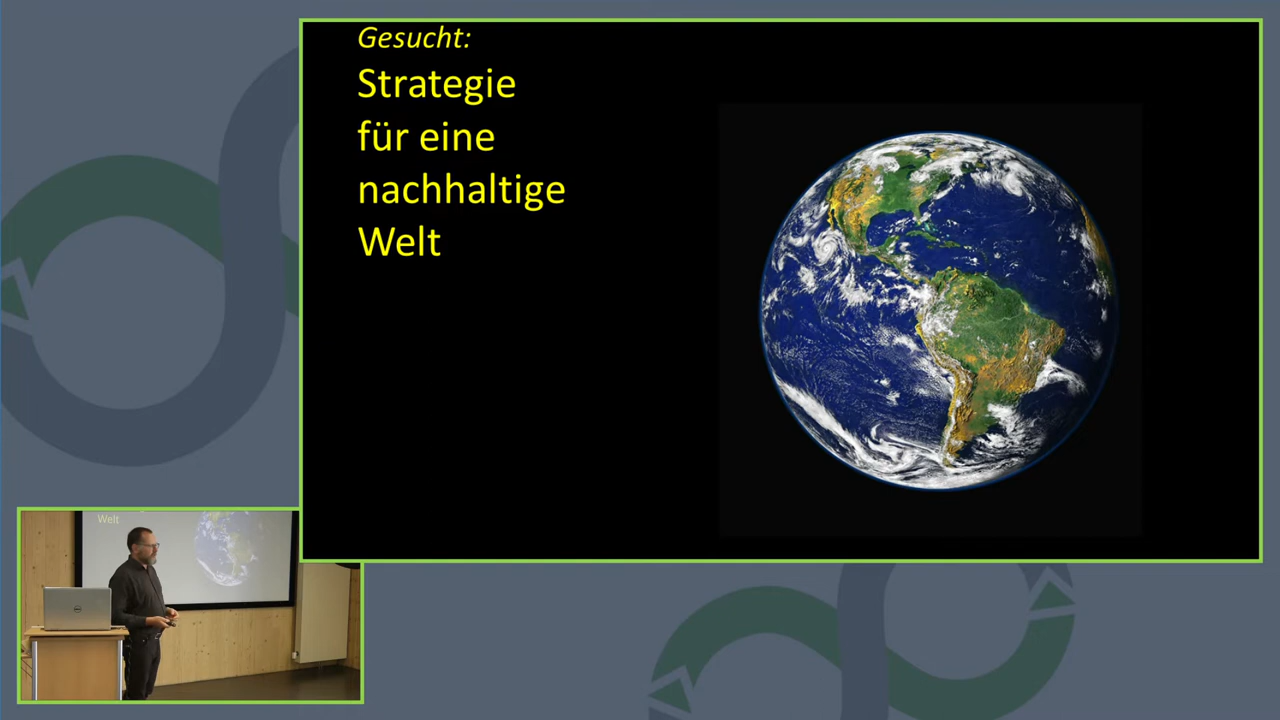 Gesucht:
Strategie
für eine
nachhaltige
Welt
Welt